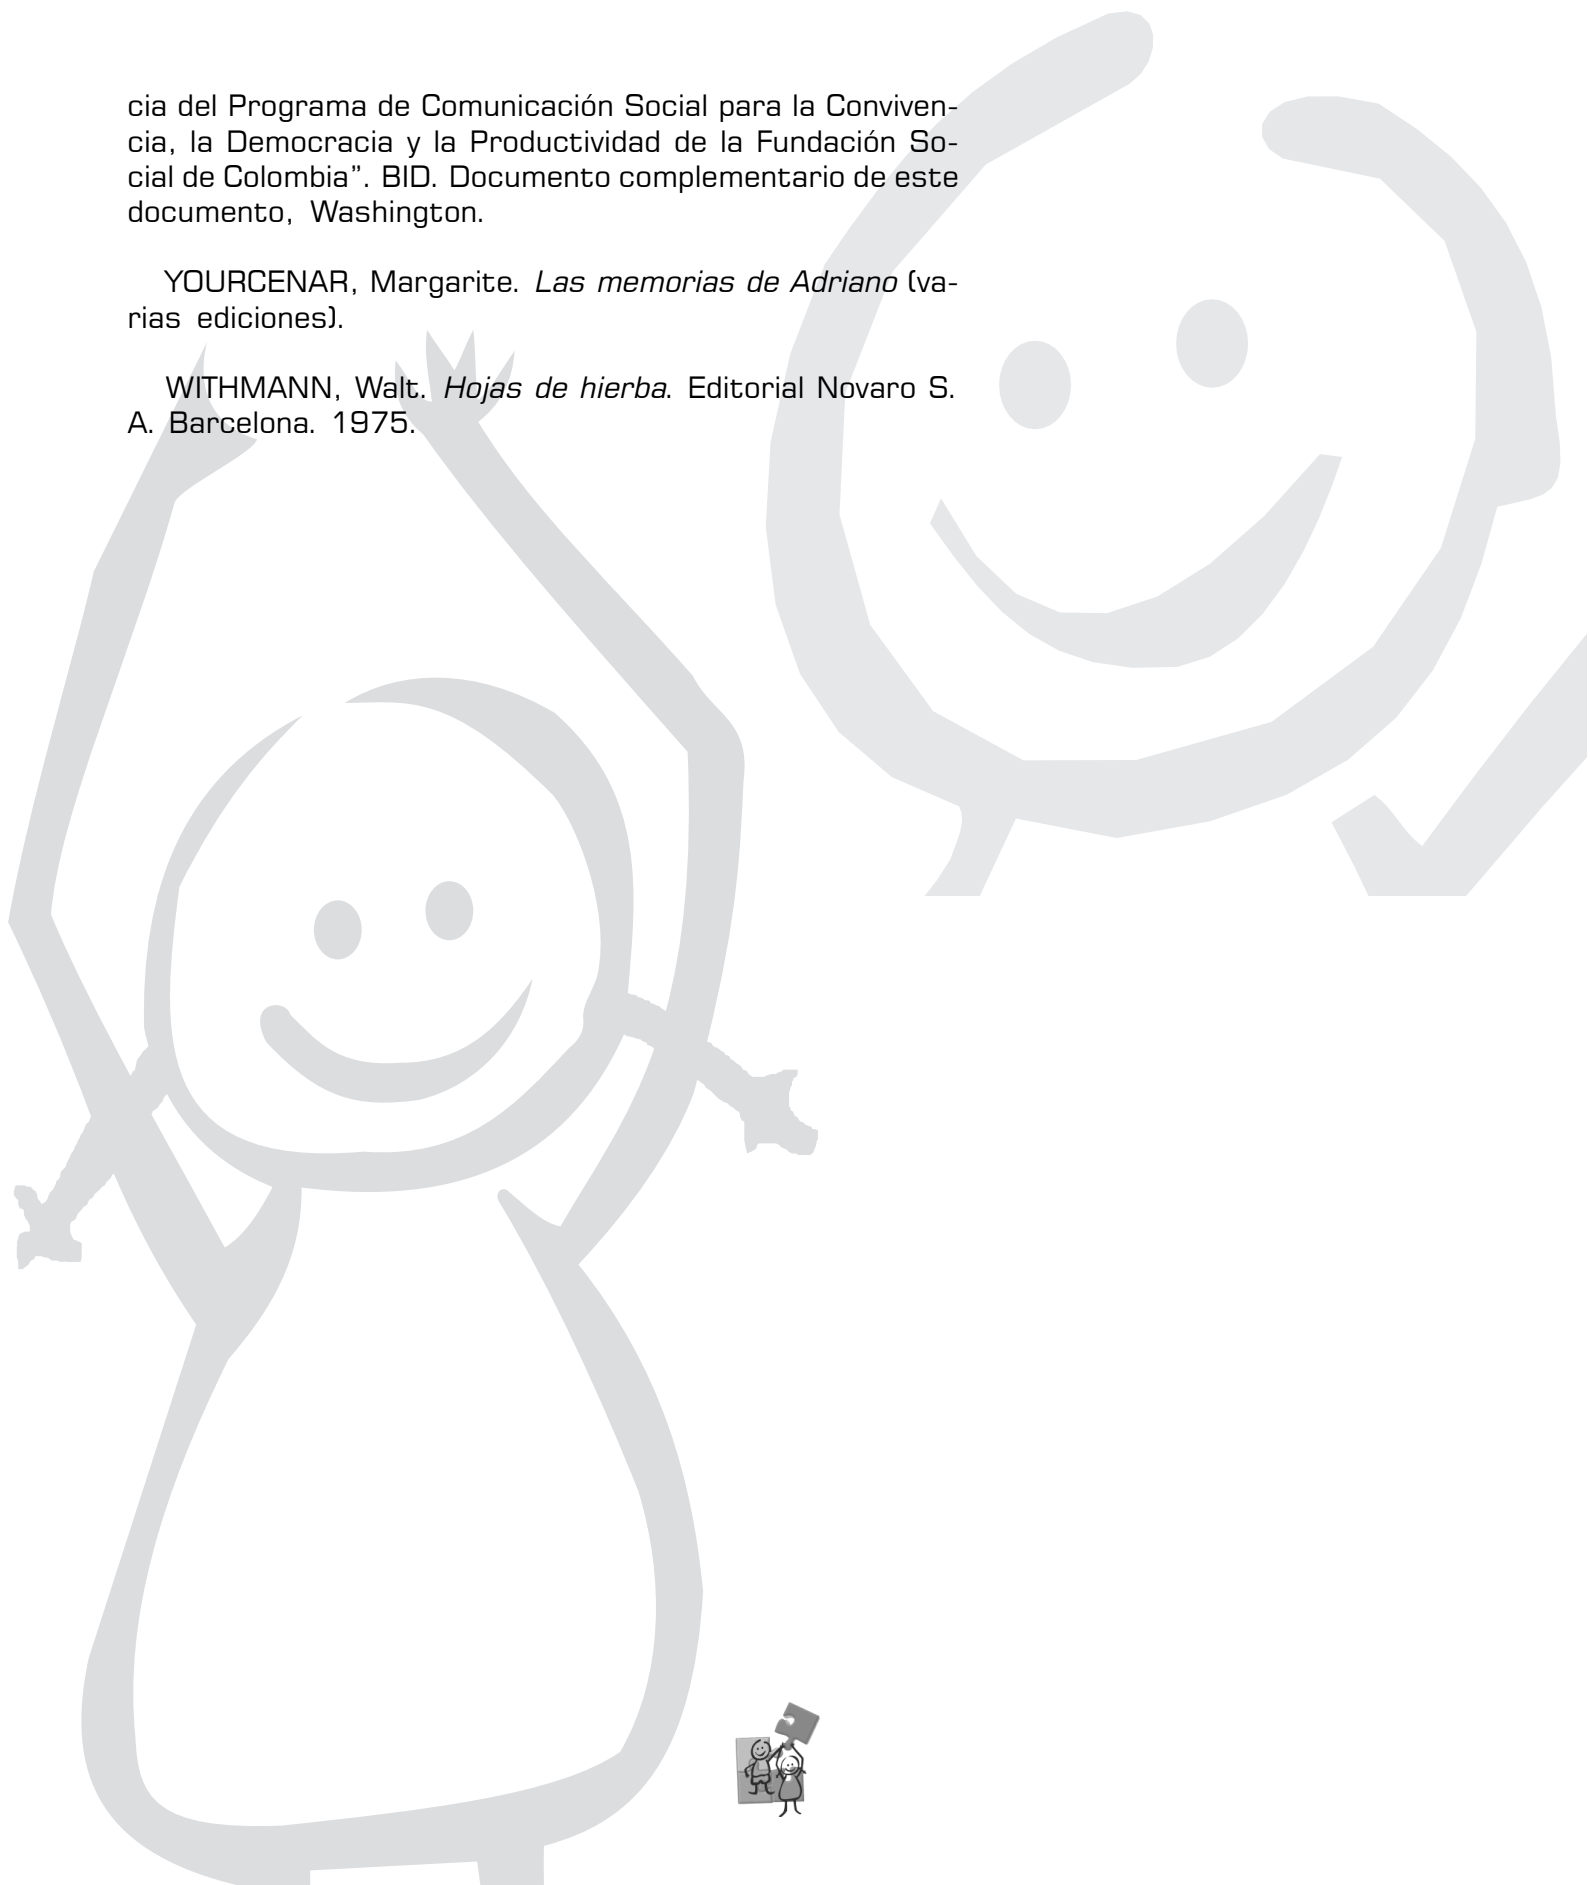 cia del Programa de Comunicación Social para la Conviven-
cia, la Democracia y la Productividad de la Fundación So-
cial de Colombia”. BID. Documento complementario de este
documento, Washington.
YOURCENAR, Margarite. Las memorias de Adriano (va-
rias ediciones).
WITHMANN, Walt. Hojas de hierba. Editorial Novaro S.
A. Barcelona. 1975.